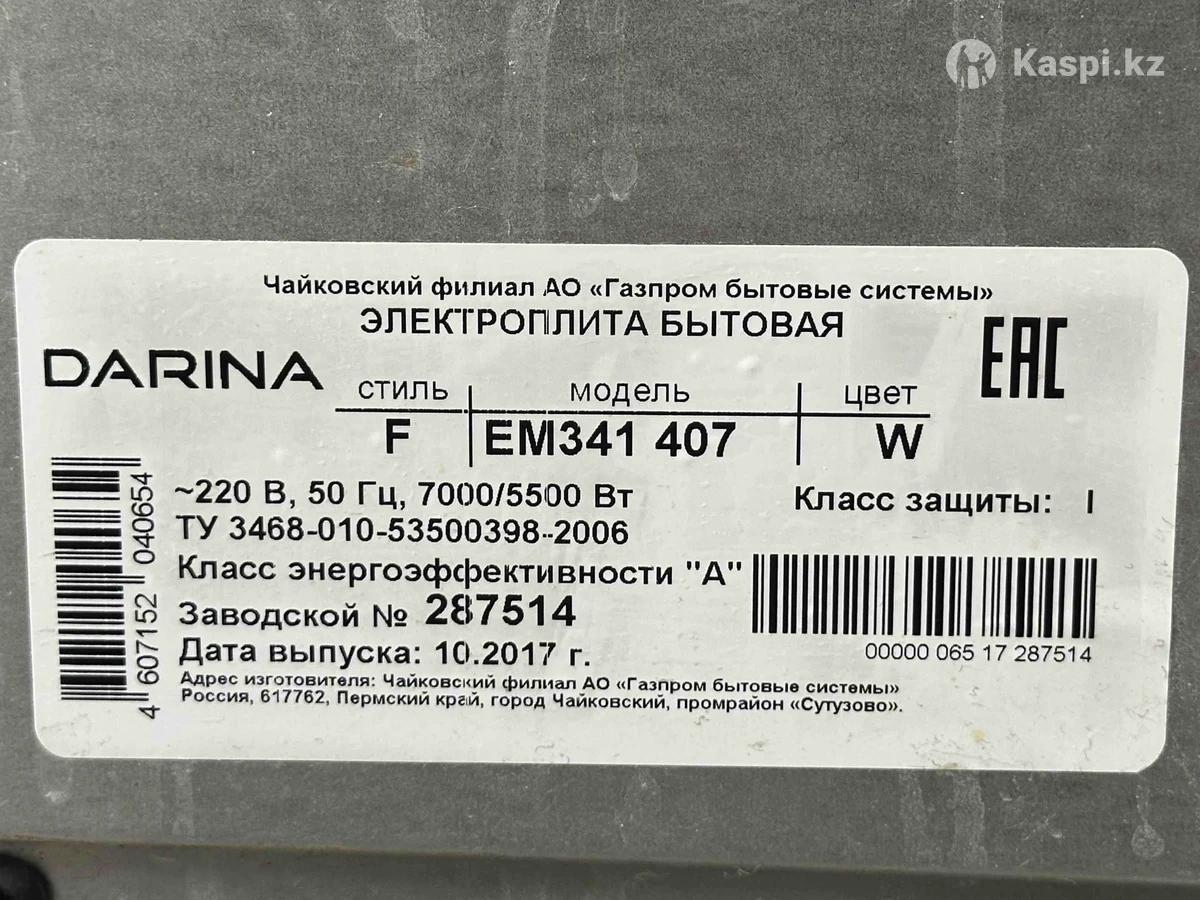 Kaspi.kz
Чайковский филиал АО «Газпром бытовые системы»
ЭЛЕКТРОПЛИТА БЫТОВАЯ
DARINA
EAC
стиль модель цвет
F EM341 407 W
~220 В, 50 Гц, 7000/5500 Вт
Класс защиты: I
ТУ 3468-010-53500398-2006
Класс энергоэффективности "А"
Заводской № 287514
Дата выпуска: 10.2017 г.
4 607152 040654
00000 065 17 287514
Адрес изготовителя: Чайковский филиал АО «Газпром бытовые системы»
Россия, 617762, Пермский край, город Чайковский, промрайон «Сутузово».